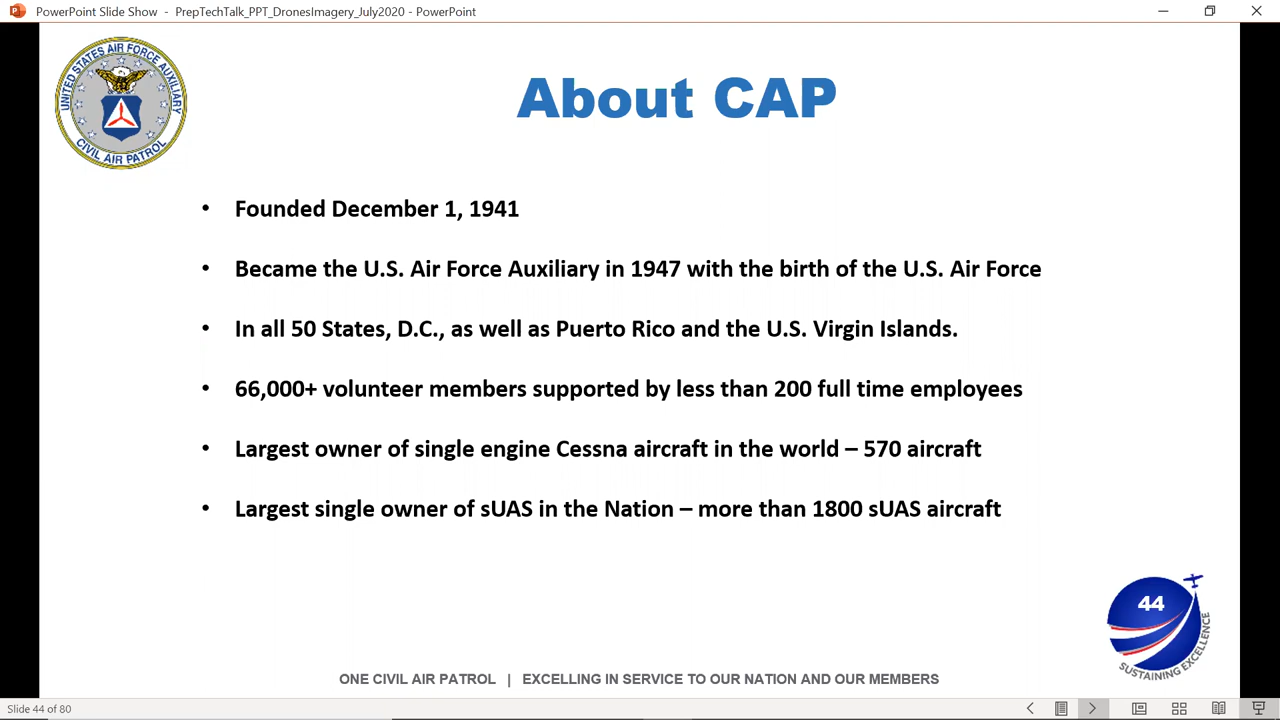 PowerPoint Slide Show - PrepTechTalk_PPT_DronesImagery_July2020 - PowerPoint
UNITED STATES AIR FORCE AUXILIARY
CIVIL AIR PATROL
About CAP
• Founded December 1, 1941
• Became the U.S. Air Force Auxiliary in 1947 with the birth of the U.S. Air Force
• In all 50 States, D.C., as well as Puerto Rico and the U.S. Virgin Islands.
• 66,000+ volunteer members supported by less than 200 full time employees
• Largest owner of single engine Cessna aircraft in the world – 570 aircraft
• Largest single owner of sUAS in the Nation – more than 1800 sUAS aircraft
44
SUSTAINING EXCELLENCE
ONE CIVIL AIR PATROL | EXCELLING IN SERVICE TO OUR NATION AND OUR MEMBERS
Slide 44 of 80